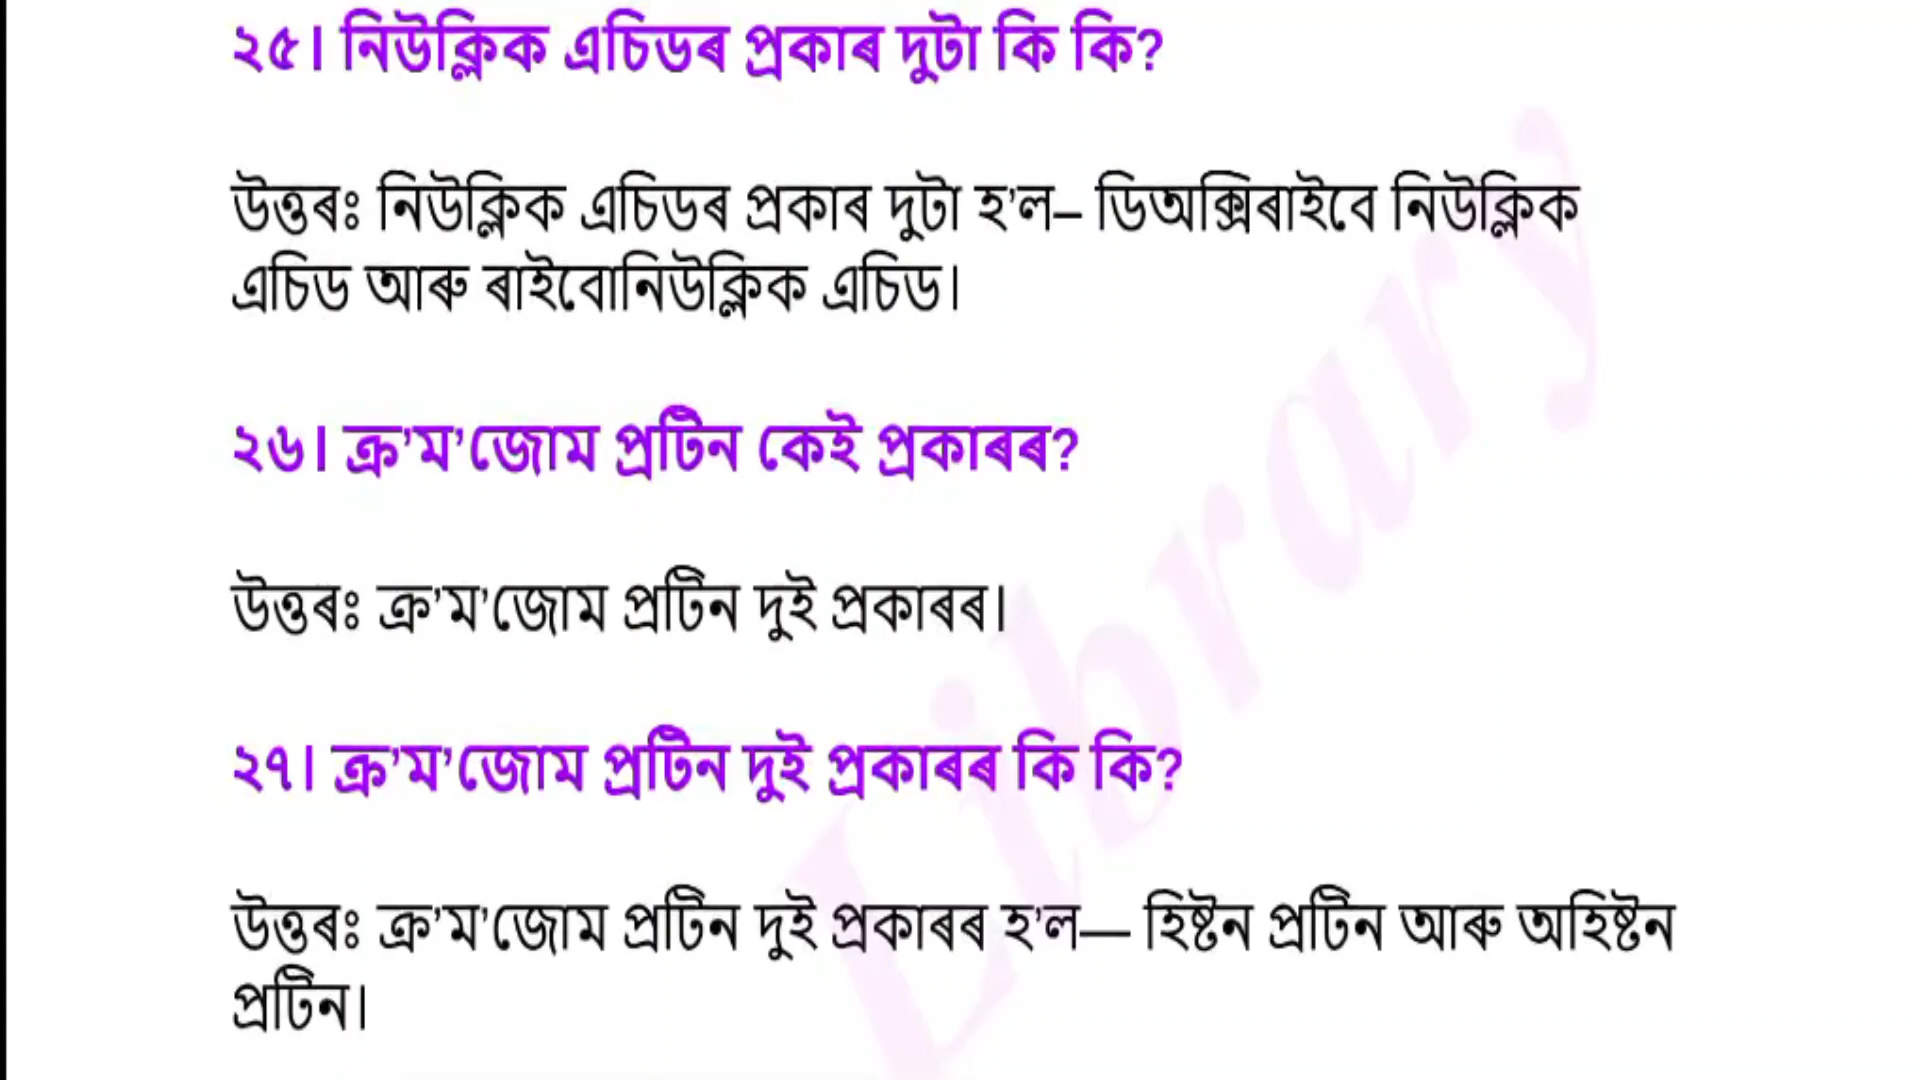 ২৫। নিউক্লিক এচিডৰ প্ৰকাৰ দুটা কি কি?
উত্তৰঃ নিউক্লিক এচিডৰ প্ৰকাৰ দুটা হ’ল– ডিঅক্সিৰাইবে নিউক্লিক
এচিড আৰু ৰাইবোনিউক্লিক এচিড।
২৬। ক্ৰ’ম’জোম প্ৰটিন কেই প্ৰকাৰৰ?
উত্তৰঃ ক্ৰ’ম’জোম প্ৰটিন দুই প্ৰকাৰৰ।
২৭। ক্ৰ’ম’জোম প্ৰটিন দুই প্ৰকাৰৰ কি কি?
উত্তৰঃ ক্ৰ’ম’জোম প্ৰটিন দুই প্ৰকাৰৰ হ’ল— হিষ্টন প্ৰটিন আৰু অহিষ্টন
প্ৰটিন।
Library